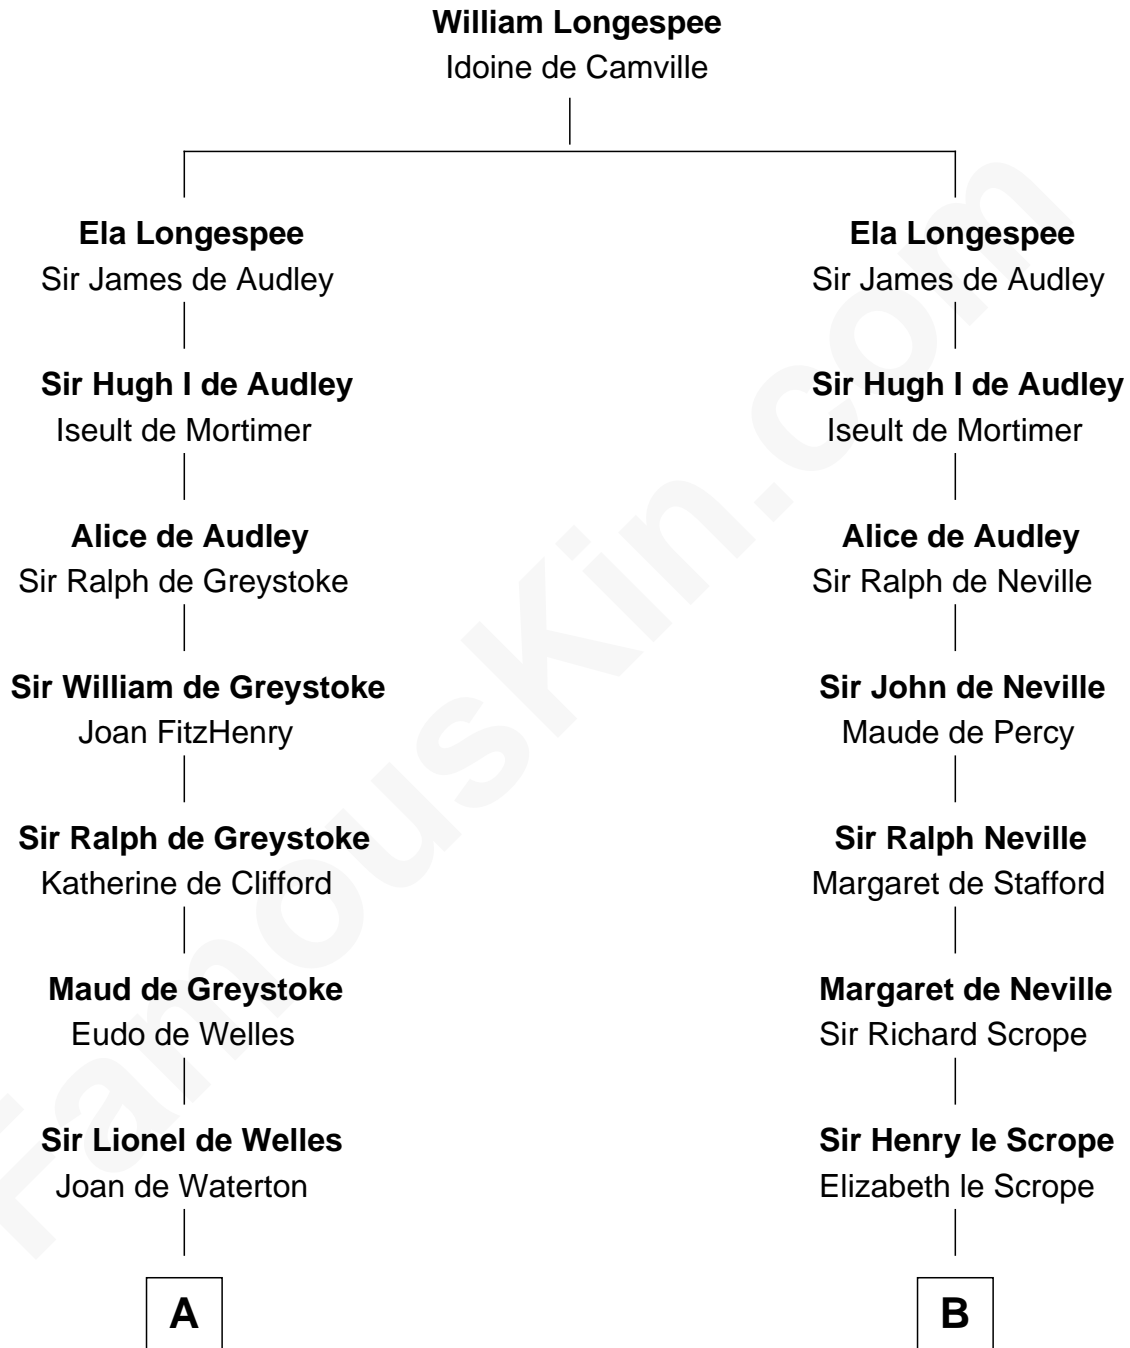 William Longespee
Idoine de Camville
Ela Longespee
Sir James de Audley
Sir Hugh I de Audley
Iseult de Mortimer
Alice de Audley
Sir Ralph de Greystoke
Sir William de Greystoke
Joan FitzHenry
Sir Ralph de Greystoke
Katherine de Clifford
Maud de Greystoke
Eudo de Welles
Sir Lionel de Welles
Joan de Waterton
A
Ela Longespee
Sir James de Audley
Sir Hugh I de Audley
Iseult de Mortimer
Alice de Audley
Sir Ralph de Neville
Sir John de Neville
Maude de Percy
Sir Ralph Neville
Margaret de Stafford
Margaret de Neville
Sir Richard Scrope
Sir Henry le Scrope
Elizabeth le Scrope
B
FamousKin.com